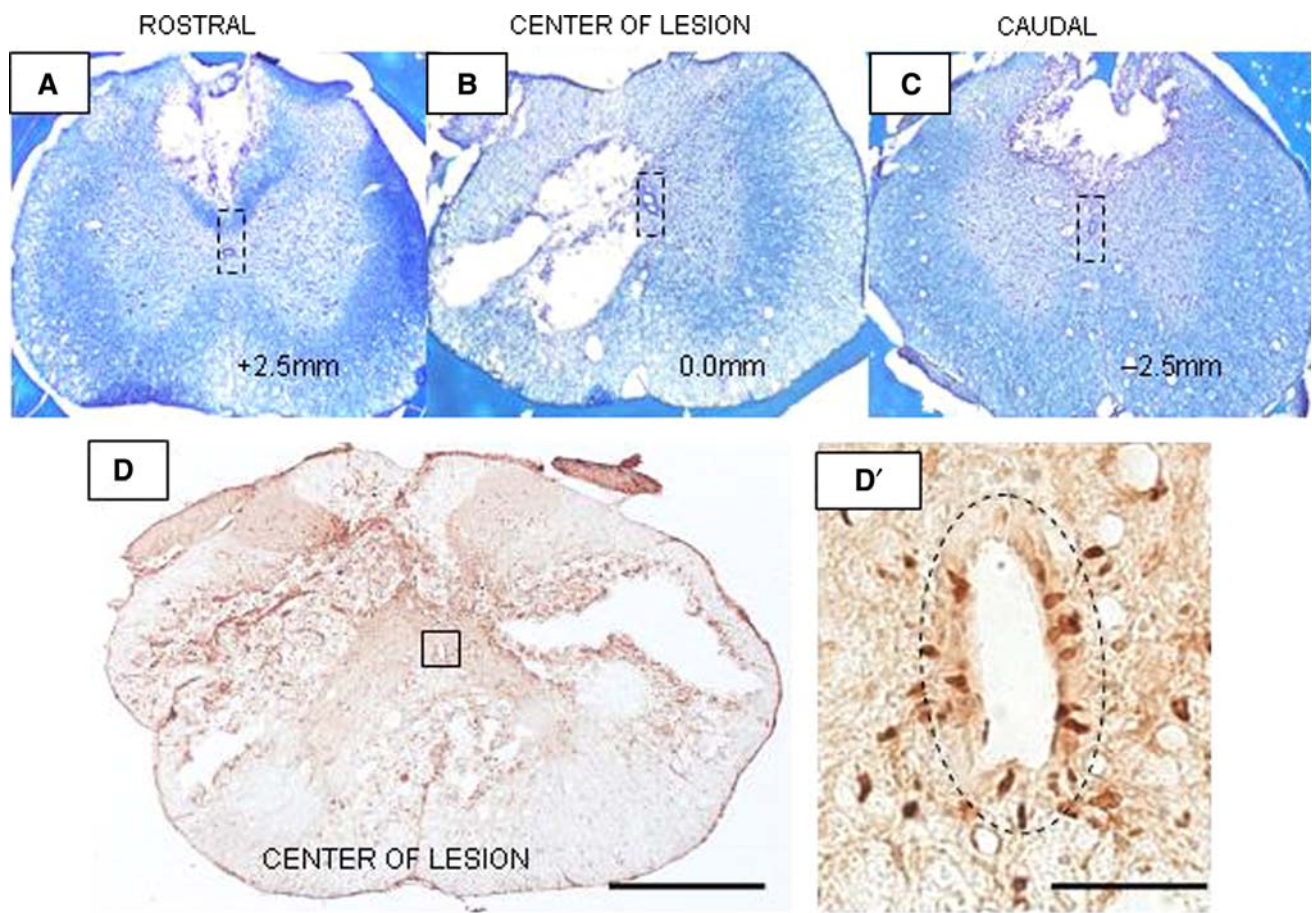 ROSTRAL
CENTER OF LESION
CAUDAL
A
B
C
+2.5mm
0.0mm
–2.5mm
D
D′
CENTER OF LESION